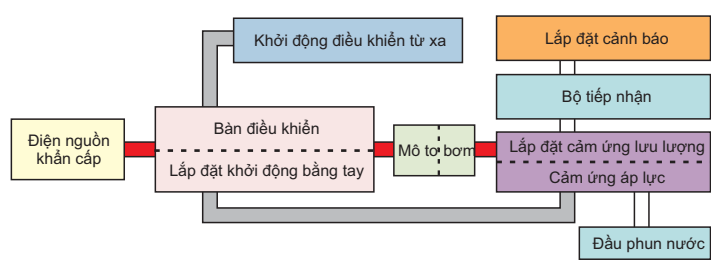 Khởi động điều khiển từ xa
Lắp đặt cảnh báo
Bộ tiếp nhận
Điện nguồn
khẩn cấp
Bàn điều khiển
Lắp đặt khởi động bằng tay
Mô tơ bơm
Lắp đặt cảm ứng lưu lượng
Cảm ứng áp lực
Đầu phun nước